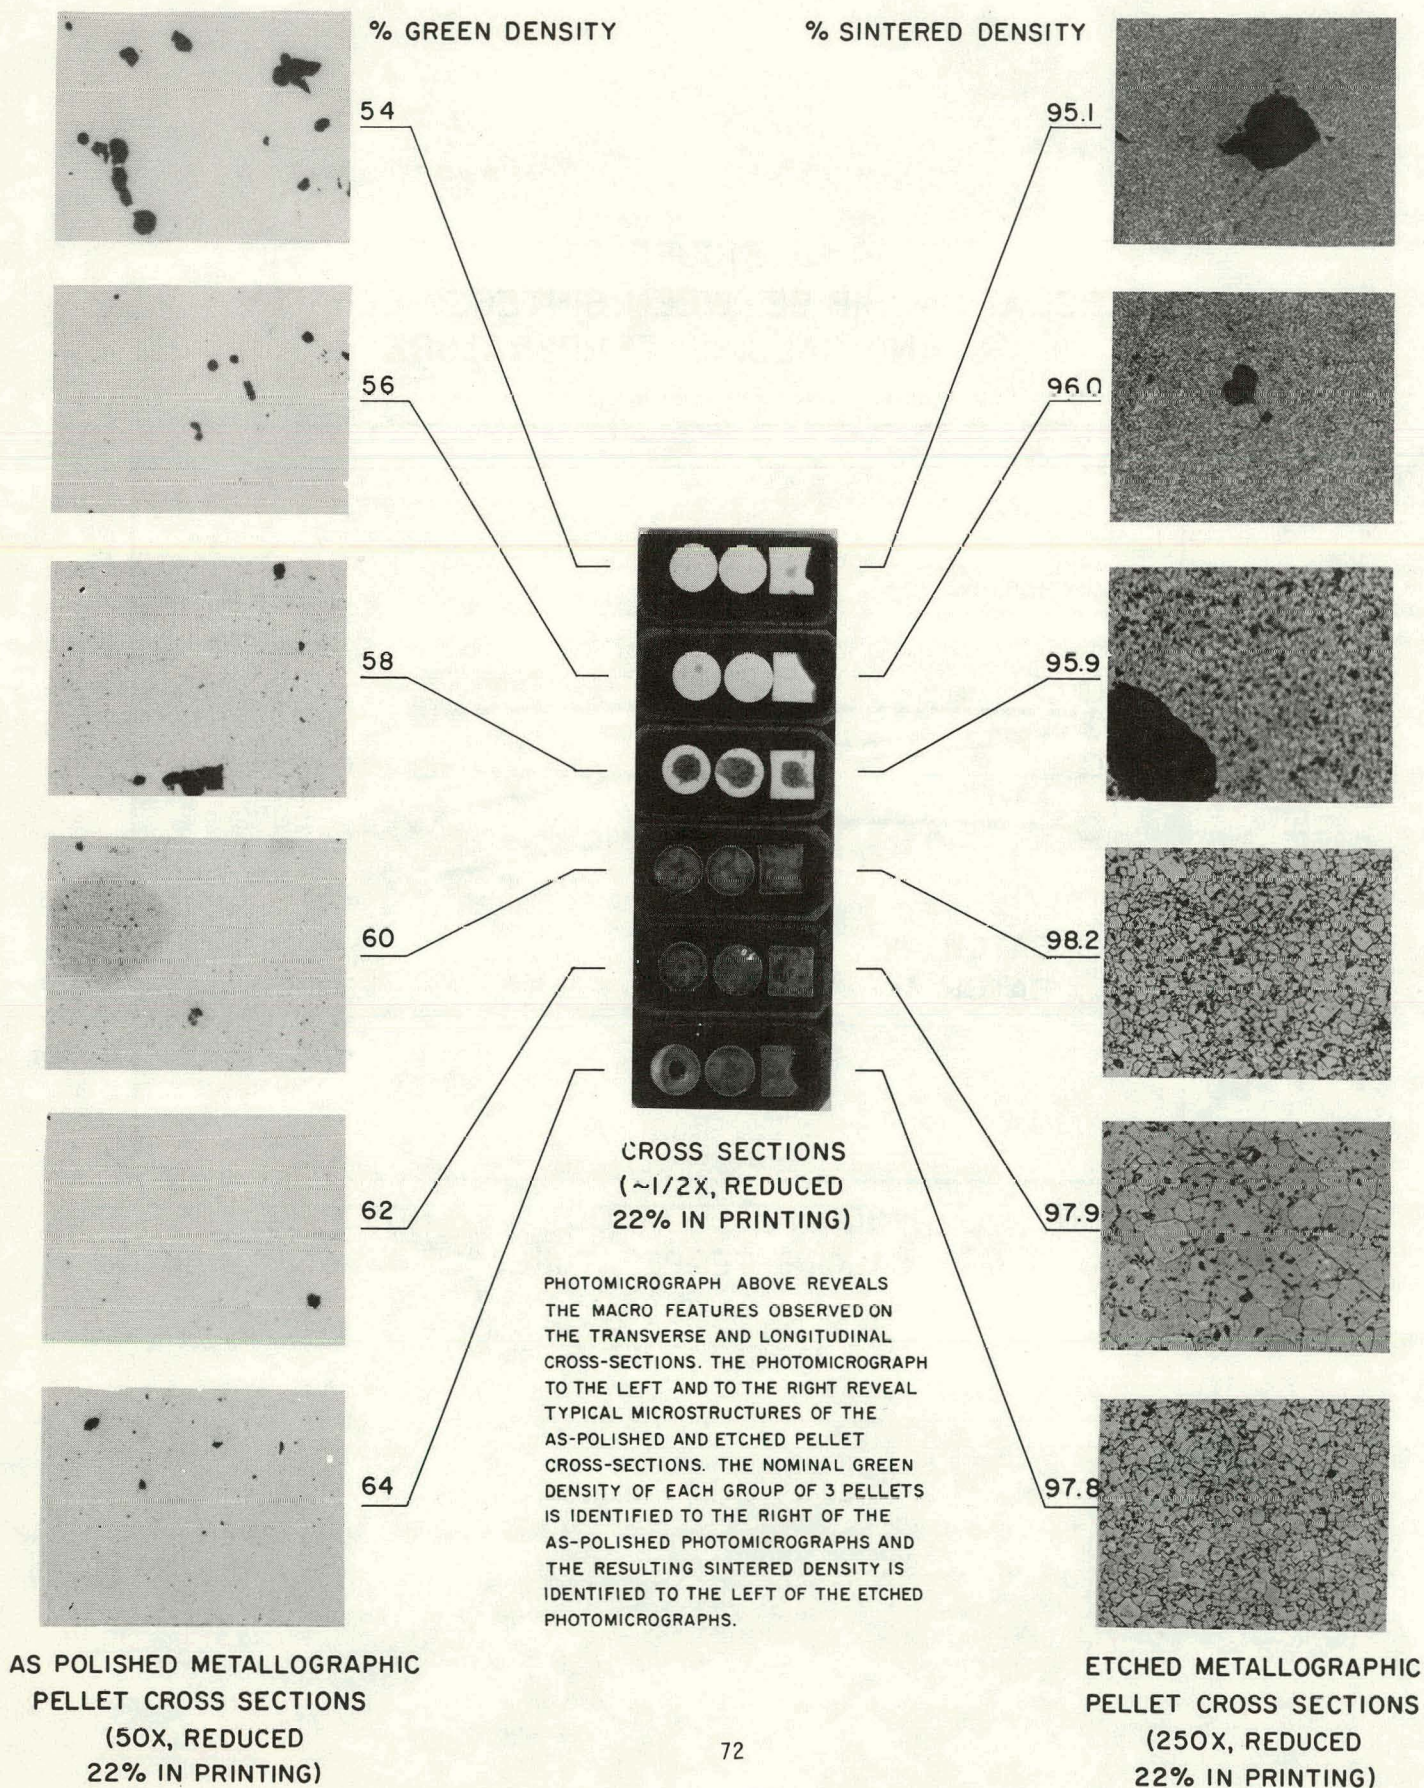 % GREEN DENSITY
% SINTERED DENSITY
54
95.1
56
96.0
58
95.9
60
98.2
62
97.9
64
97.8
CROSS SECTIONS
(~1/2X, REDUCED
22% IN PRINTING)
PHOTOMICROGRAPH ABOVE REVEALS
THE MACRO FEATURES OBSERVED ON
THE TRANSVERSE AND LONGITUDINAL
CROSS-SECTIONS. THE PHOTOMICROGRAPH
TO THE LEFT AND TO THE RIGHT REVEAL
TYPICAL MICROSTRUCTURES OF THE
AS-POLISHED AND ETCHED PELLET
CROSS-SECTIONS. THE NOMINAL GREEN
DENSITY OF EACH GROUP OF 3 PELLETS
IS IDENTIFIED TO THE RIGHT OF THE
AS-POLISHED PHOTOMICROGRAPHS AND
THE RESULTING SINTERED DENSITY IS
IDENTIFIED TO THE LEFT OF THE ETCHED
PHOTOMICROGRAPHS.
AS POLISHED METALLOGRAPHIC
PELLET CROSS SECTIONS
(50X, REDUCED
22% IN PRINTING)
ETCHED METALLOGRAPHIC
PELLET CROSS SECTIONS
(250X, REDUCED
22% IN PRINTING)
72